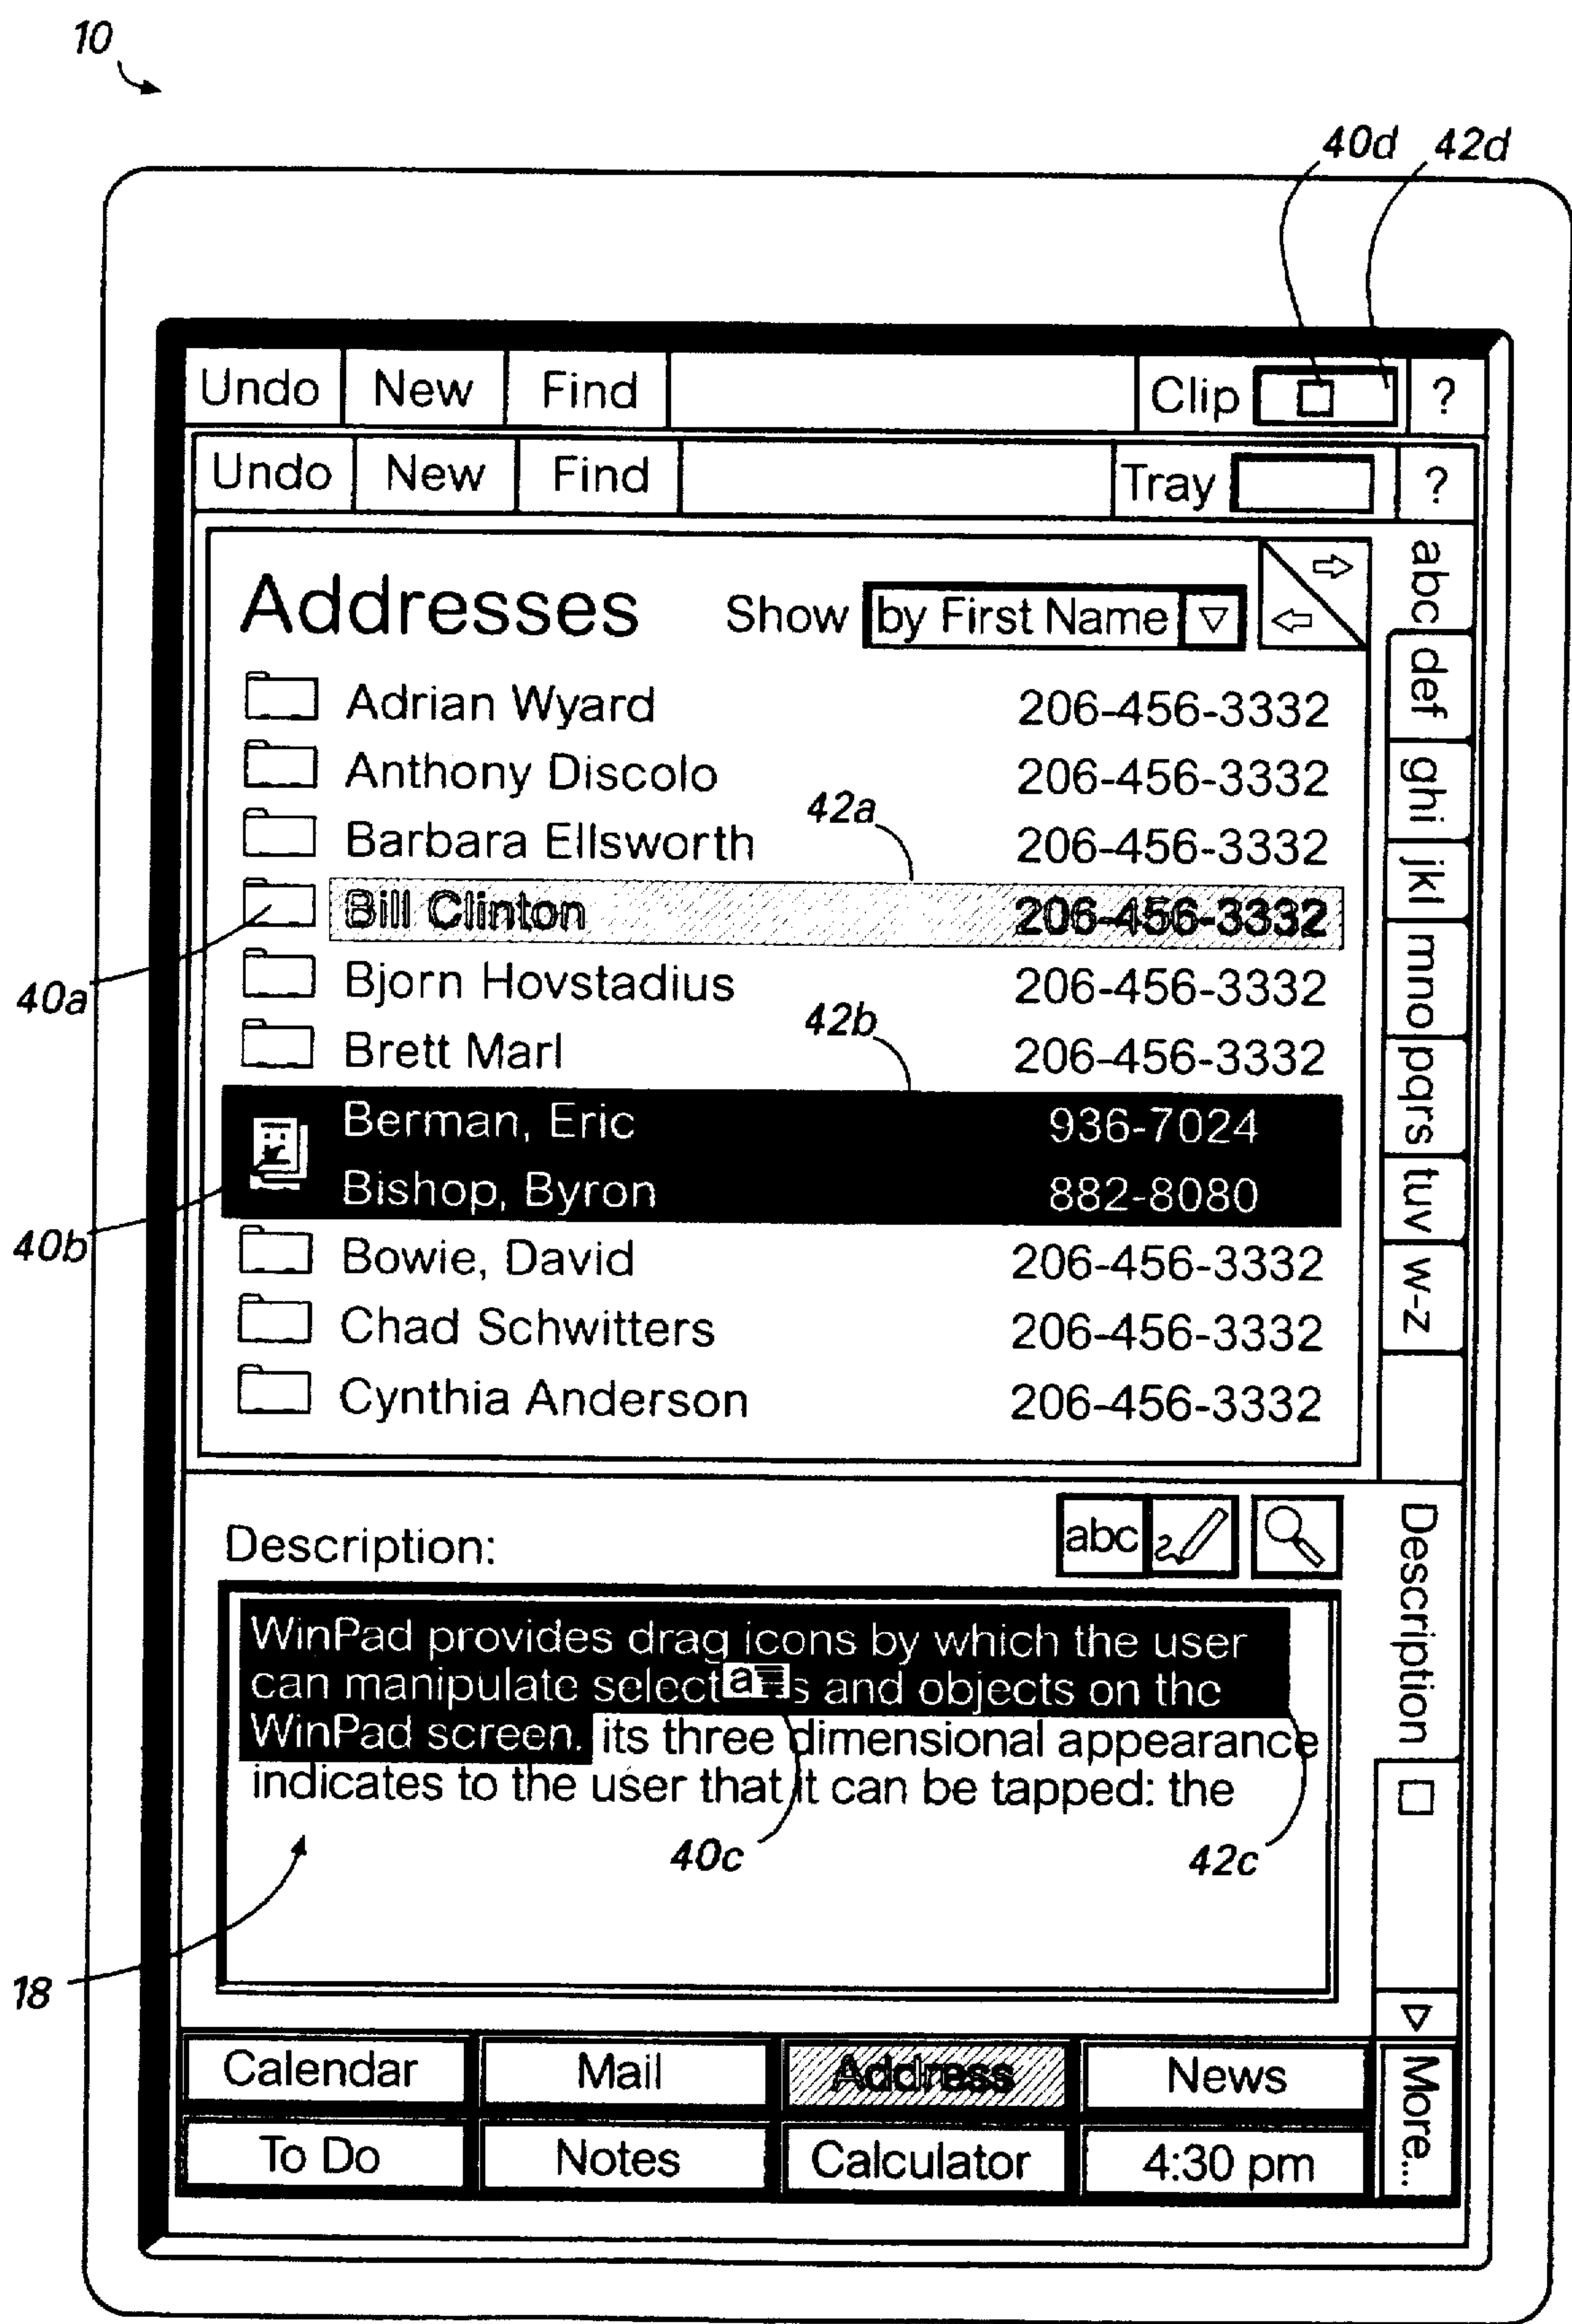 10
40d 42d
Undo New Find Clip ?
Undo New Find Tray ?
Addresses Show by First Name
Adrian Wyard 206-456-3332
Anthony Discolo 206-456-3332
42a
Barbara Ellsworth 206-456-3332
Bill Clinton 206-456-3332
40a
Bjorn Hovstadius 206-456-3332
42b
Brett Marl 206-456-3332
Berman, Eric 936-7024
Bishop, Byron 882-8080
40b
Bowie, David 206-456-3332
Chad Schwitters 206-456-3332
Cynthia Anderson 206-456-3332
abc
def
ghi
jkl
mno
pqrs
tuv
w-z
Description: abc
Description
WinPad provides drag icons by which the user
can manipulate select a s and objects on the
WinPad screen. its three dimensional appearance
indicates to the user that it can be tapped: the
40c 42c
18
Calendar Mail Address News
To Do Notes Calculator 4:30 pm
More...